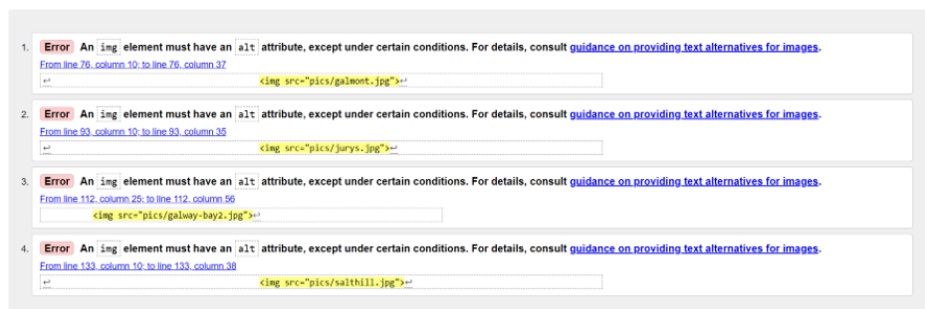 1. Error An img element must have an alt attribute, except under certain conditions. For details, consult guidance on providing text alternatives for images.
From line 76, column 10; to line 76, column 37
↩ <img src="pics/galmont.jpg">↩
2. Error An img element must have an alt attribute, except under certain conditions. For details, consult guidance on providing text alternatives for images.
From line 93, column 10; to line 93, column 35
↩ <img src="pics/jurys.jpg">↩
3. Error An img element must have an alt attribute, except under certain conditions. For details, consult guidance on providing text alternatives for images.
From line 112, column 25; to line 112, column 56
<img src="pics/galway-bay2.jpg">↩
4. Error An img element must have an alt attribute, except under certain conditions. For details, consult guidance on providing text alternatives for images.
From line 133, column 10; to line 133, column 38
↩ <img src="pics/salthill.jpg">↩